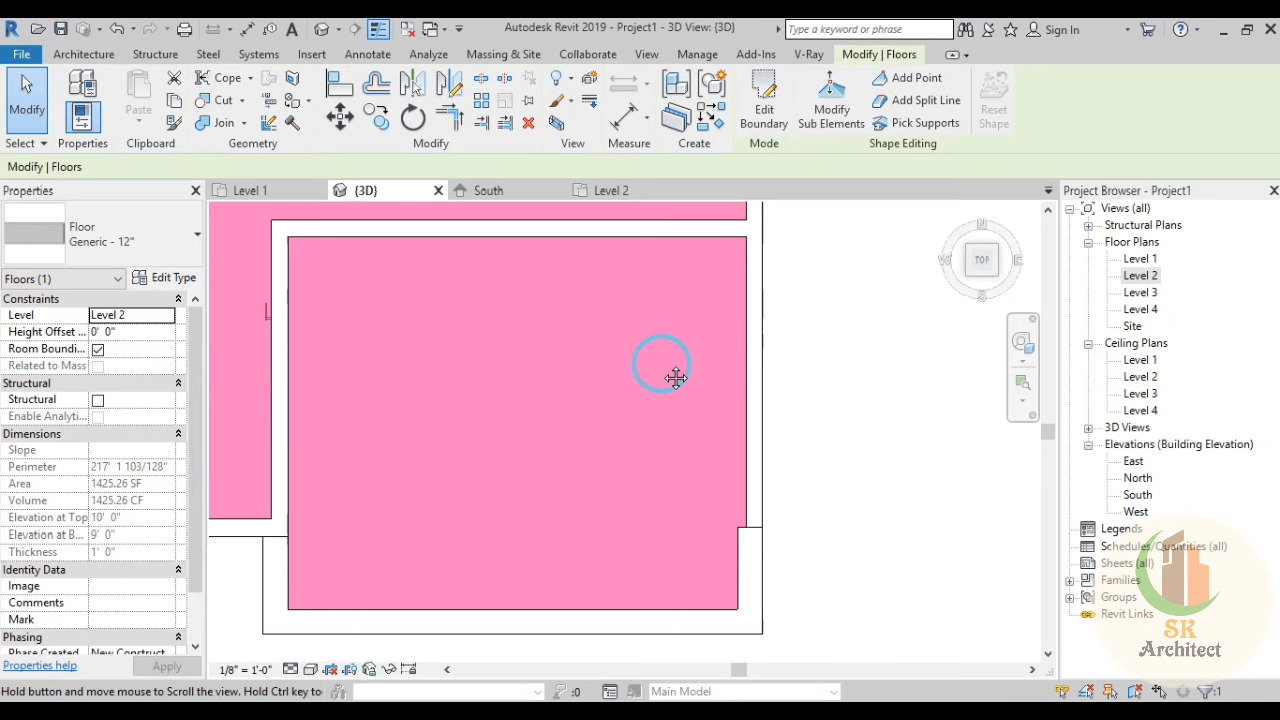 Autodesk Revit 2019 - Project1 - 3D View: {3D}
Type a keyword or phrase
Sign In
File Architecture Structure Steel Systems Insert Annotate Analyze Massing & Site Collaborate View Manage Add-Ins V-Ray Modify | Floors
Modify
Paste
Cope
Cut
Join
Edit Boundary
Modify Sub Elements
Add Point
Add Split Line
Pick Supports
Reset Shape
Select Properties Clipboard Geometry Modify View Measure Create Mode Shape Editing
Modify | Floors
Properties
Level 1 {3D} South Level 2
Project Browser - Project1
Floor
Generic - 12"
Floors (1) Edit Type
Constraints
Level Level 2
Height Offset ... 0' 0"
Room Boundi...
Related to Mass
Structural
Structural
Enable Analyti...
Dimensions
Slope
Perimeter 217' 1 103/128"
Area 1425.26 SF
Volume 1425.26 CF
Elevation at Top 10' 0"
Elevation at B... 9' 0"
Thickness 1' 0"
Identity Data
Image
Comments
Mark
Phasing
Phase Created New Construct
Properties help Apply
N
W
TOP
E
S
Views (all)
Structural Plans
Floor Plans
Level 1
Level 2
Level 3
Level 4
Site
Ceiling Plans
Level 1
Level 2
Level 3
Level 4
3D Views
Elevations (Building Elevation)
East
North
South
West
Legends
Schedules/Quantities (all)
Sheets (all)
Families
Groups
Revit Links
SK
Architect
1/8" = 1'-0"
Hold button and move mouse to Scroll the view. Hold Ctrl key to
:0
Main Model
:1